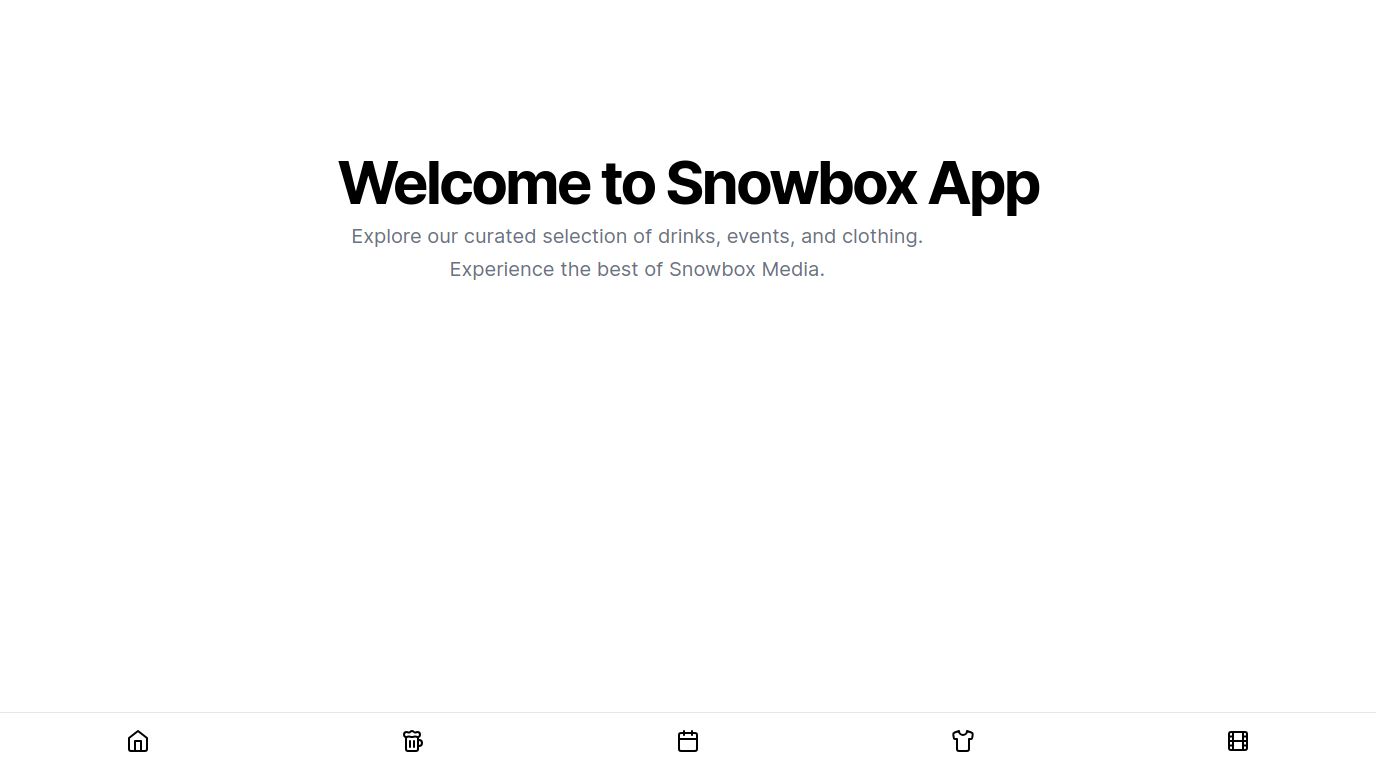 Welcome to Snowbox App
Explore our curated selection of drinks, events, and clothing.
Experience the best of Snowbox Media.